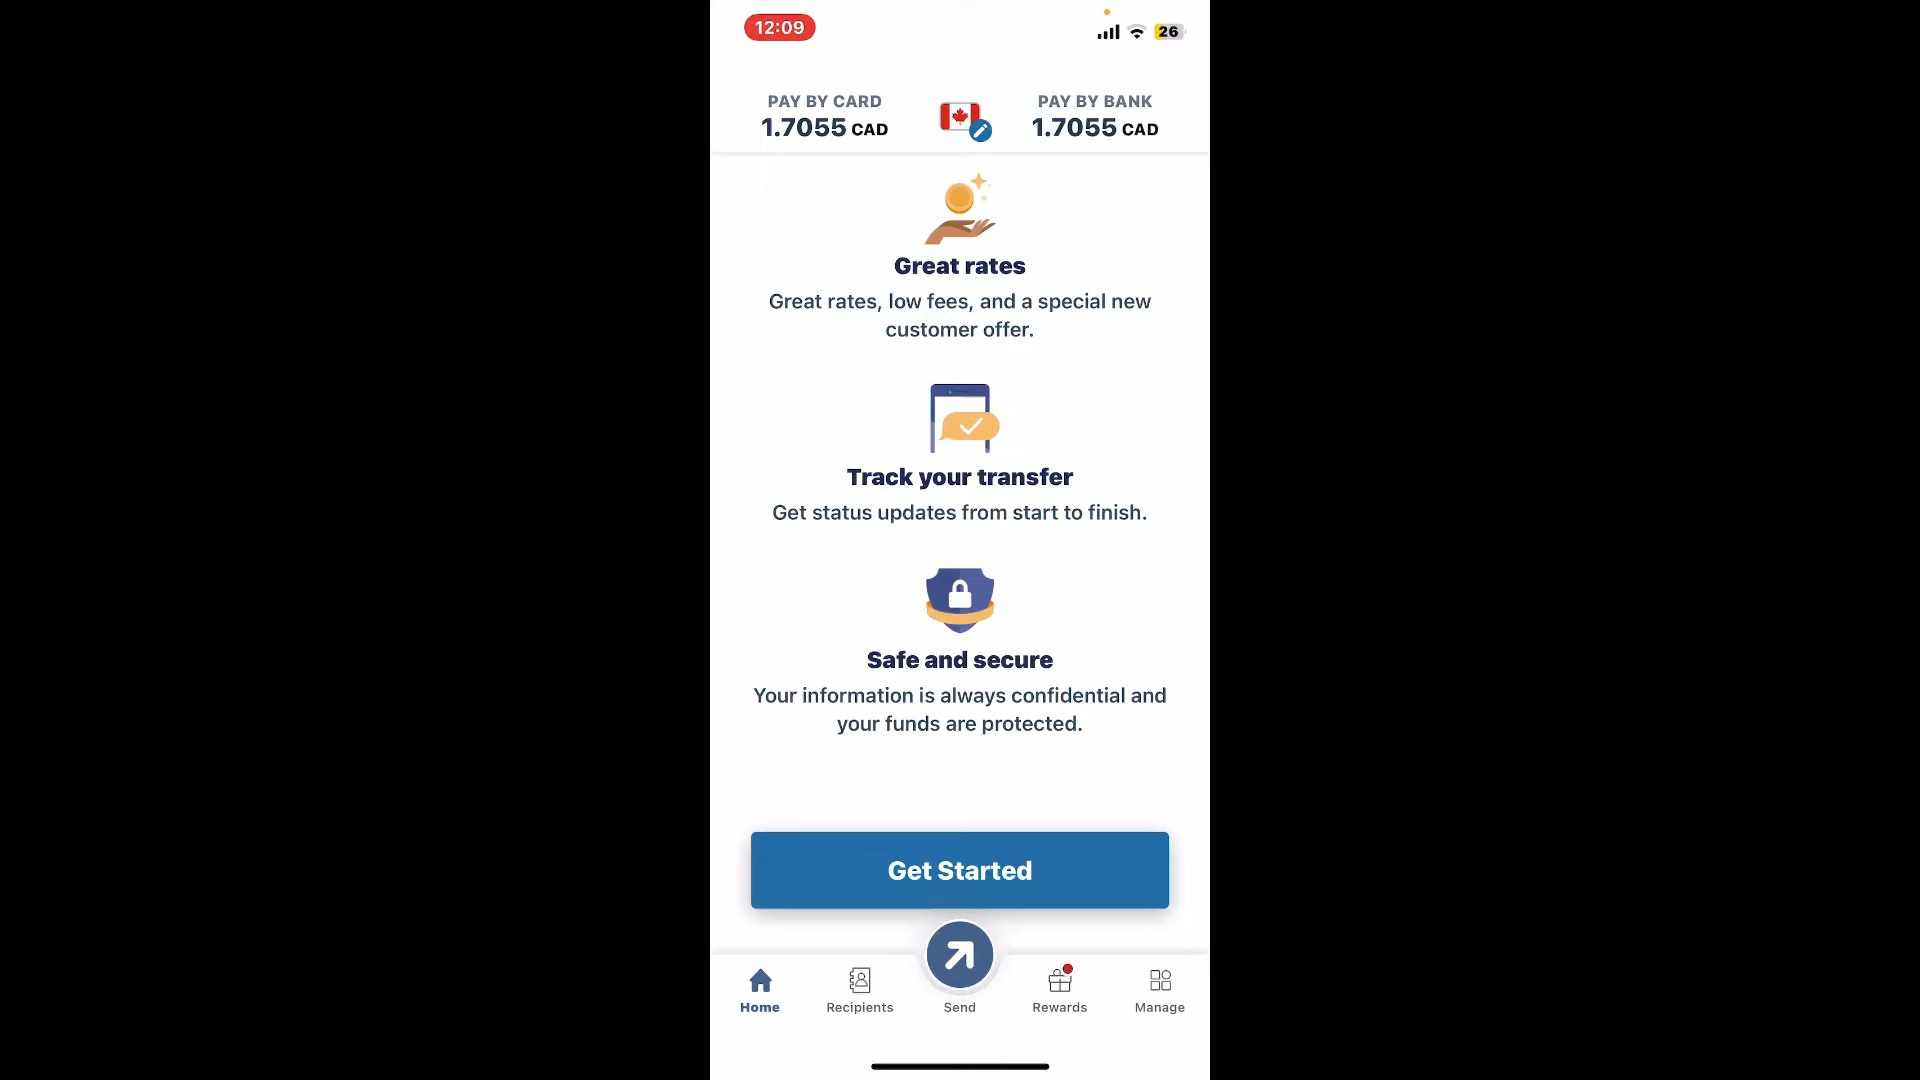 12:09
26
PAY BY CARD
1.7055 CAD
PAY BY BANK
1.7055 CAD
Great rates
Great rates, low fees, and a special new
customer offer.
Track your transfer
Get status updates from start to finish.
Safe and secure
Your information is always confidential and
your funds are protected.
Get Started
Home
Recipients
Send
Rewards
Manage